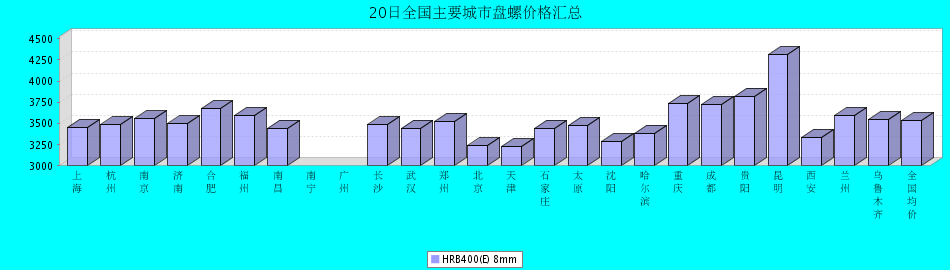 20日全国主要城市盘螺价格汇总
4500
4250
4000
3750
3500
3250
3000
上海
杭州
南京
济南
合肥
福州
南昌
南宁
广州
长沙
武汉
郑州
北京
天津
石家庄
太原
沈阳
哈尔滨
重庆
成都
贵阳
昆明
西安
兰州
乌鲁木齐
全国均价
HRB400(E) 8mm